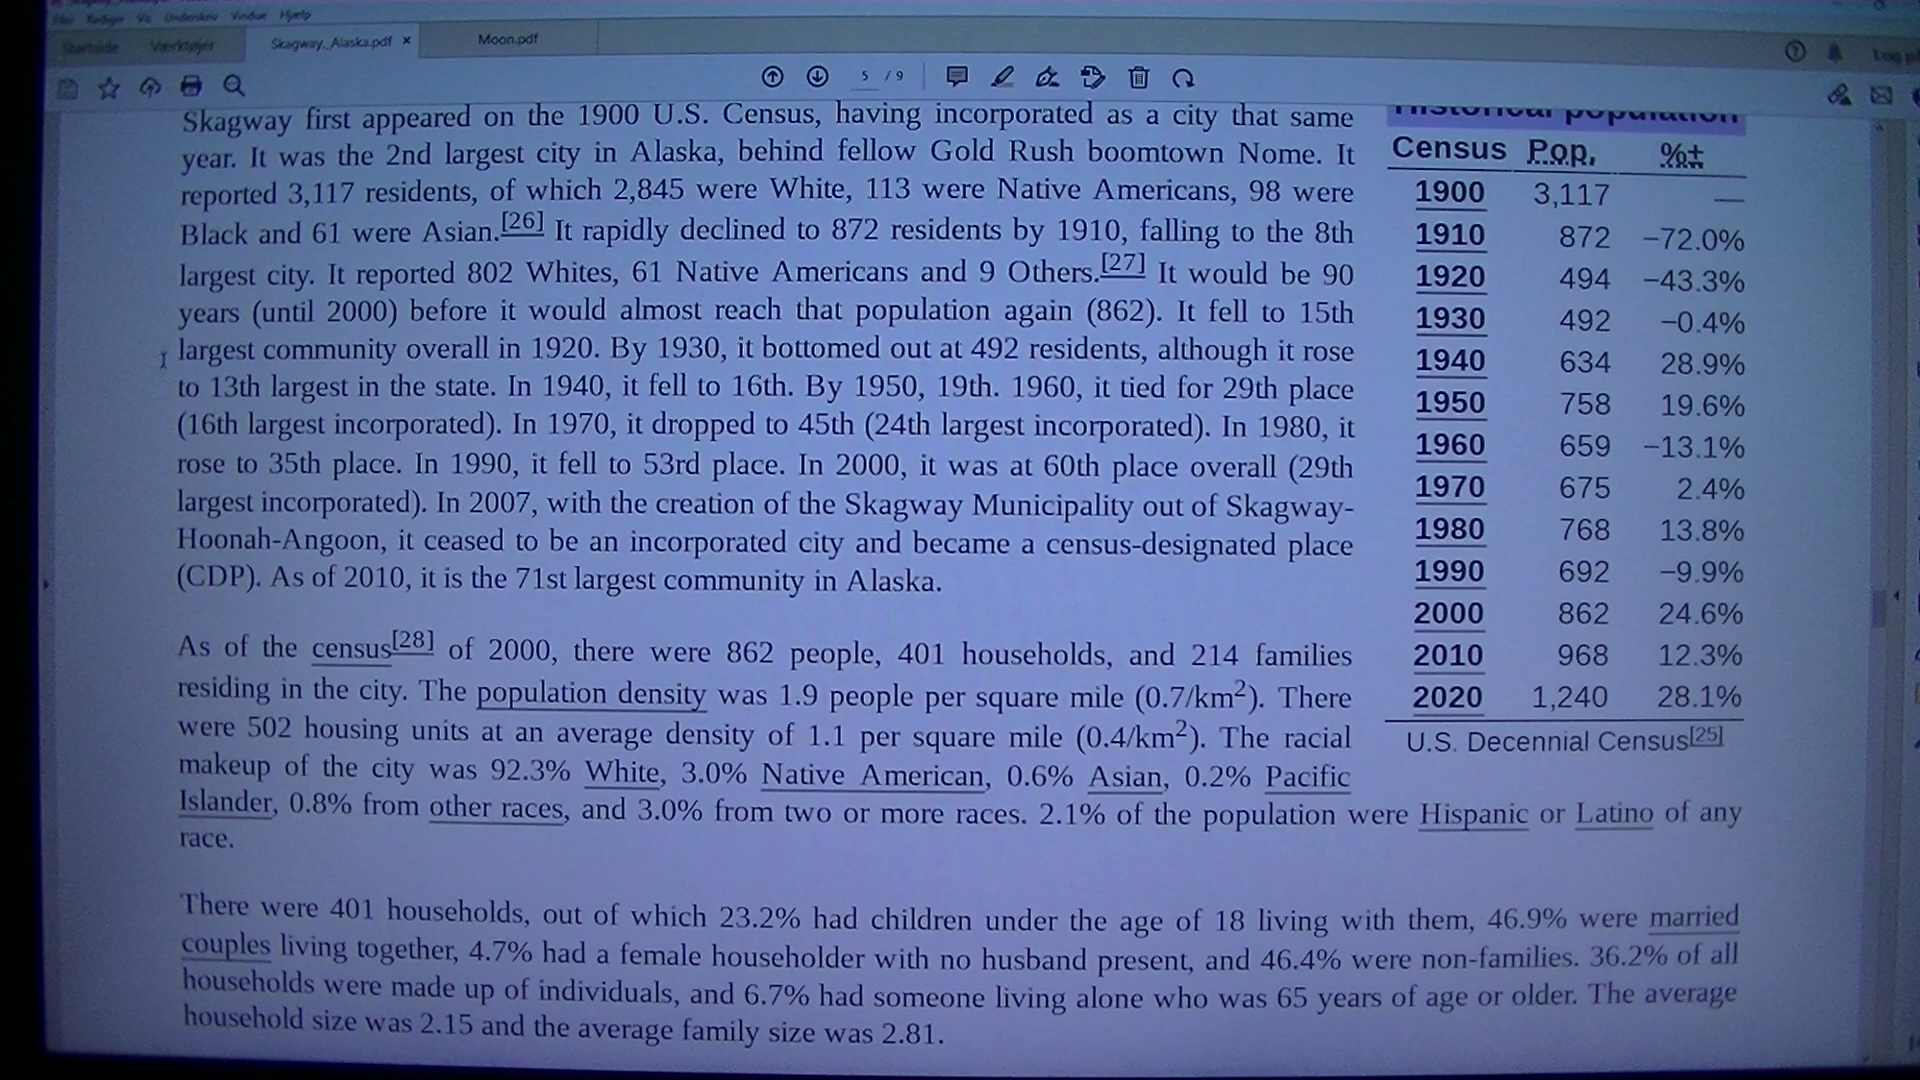 Filer Rediger Vis Underskriv Vindue Hjælp
Startside Værktøjer Skagway,_Alaska.pdf × Moon.pdf
5 / 9
Skagway first appeared on the 1900 U.S. Census, having incorporated as a city that same
year. It was the 2nd largest city in Alaska, behind fellow Gold Rush boomtown Nome. It
reported 3,117 residents, of which 2,845 were White, 113 were Native Americans, 98 were
Black and 61 were Asian.[26] It rapidly declined to 872 residents by 1910, falling to the 8th
largest city. It reported 802 Whites, 61 Native Americans and 9 Others.[27] It would be 90
years (until 2000) before it would almost reach that population again (862). It fell to 15th
largest community overall in 1920. By 1930, it bottomed out at 492 residents, although it rose
to 13th largest in the state. In 1940, it fell to 16th. By 1950, 19th. 1960, it tied for 29th place
(16th largest incorporated). In 1970, it dropped to 45th (24th largest incorporated). In 1980, it
rose to 35th place. In 1990, it fell to 53rd place. In 2000, it was at 60th place overall (29th
largest incorporated). In 2007, with the creation of the Skagway Municipality out of Skagway-
Hoonah-Angoon, it ceased to be an incorporated city and became a census-designated place
(CDP). As of 2010, it is the 71st largest community in Alaska.
Historical population
Census Pop. %±
1900 3,117 —
1910 872 −72.0%
1920 494 −43.3%
1930 492 −0.4%
1940 634 28.9%
1950 758 19.6%
1960 659 −13.1%
1970 675 2.4%
1980 768 13.8%
1990 692 −9.9%
2000 862 24.6%
2010 968 12.3%
2020 1,240 28.1%
U.S. Decennial Census[25]
As of the census[28] of 2000, there were 862 people, 401 households, and 214 families
residing in the city. The population density was 1.9 people per square mile (0.7/km²). There
were 502 housing units at an average density of 1.1 per square mile (0.4/km²). The racial
makeup of the city was 92.3% White, 3.0% Native American, 0.6% Asian, 0.2% Pacific
Islander, 0.8% from other races, and 3.0% from two or more races. 2.1% of the population were Hispanic or Latino of any
race.
There were 401 households, out of which 23.2% had children under the age of 18 living with them, 46.9% were married
couples living together, 4.7% had a female householder with no husband present, and 46.4% were non-families. 36.2% of all
households were made up of individuals, and 6.7% had someone living alone who was 65 years of age or older. The average
household size was 2.15 and the average family size was 2.81.